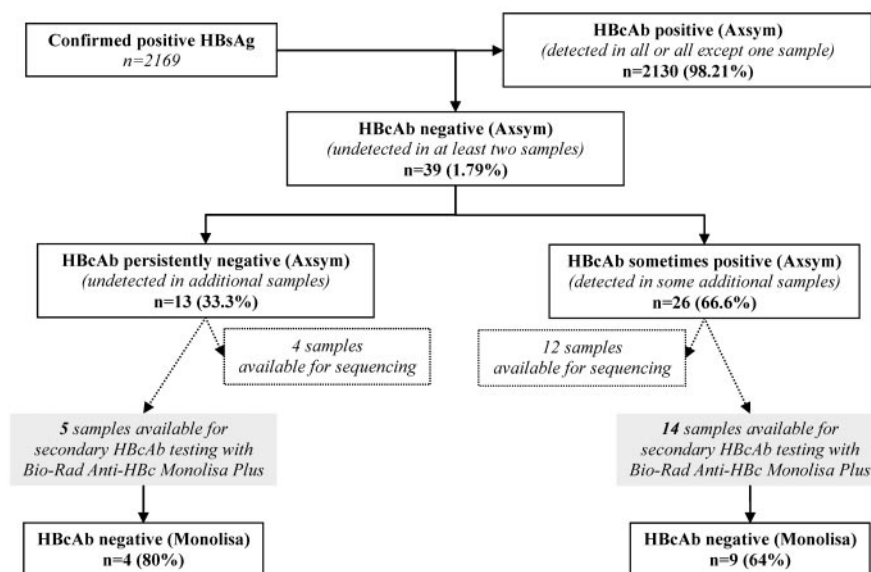 Confirmed positive HBsAg
n=2169
HBcAb positive (Axsym)
(detected in all or all except one sample)
n=2130 (98.21%)
HBcAb negative (Axsym)
(undetected in at least two samples)
n=39 (1.79%)
HBcAb persistently negative (Axsym)
(undetected in additional samples)
n=13 (33.3%)
HBcAb sometimes positive (Axsym)
(detected in some additional samples)
n=26 (66.6%)
4 samples
available for sequencing
12 samples
available for sequencing
5 samples available for
secondary HBcAb testing with
Bio-Rad Anti-HBc Monolisa Plus
14 samples available for
secondary HBcAb testing with
Bio-Rad Anti-HBc Monolisa Plus
HBcAb negative (Monolisa)
n=4 (80%)
HBcAb negative (Monolisa)
n=9 (64%)